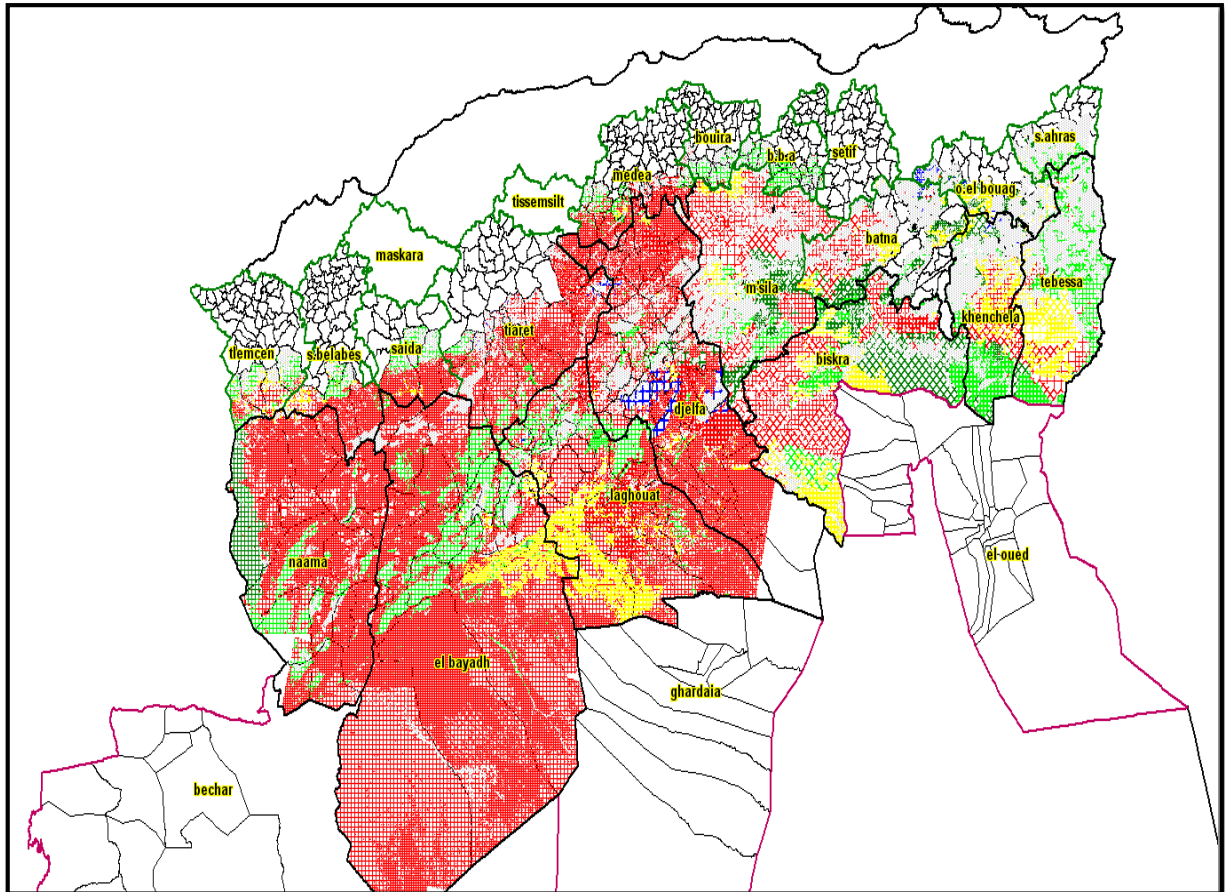 s.ahras
bouira
b.b.a
setif
medea
o.el bouag
tissemsilt
batna
maskara
tebessa
m-sila
khenchela
tiaret
saida
tlemcen
s.belabes
biskra
djelfa
laghouat
el-oued
naama
el bayadh
ghardaia
bechar